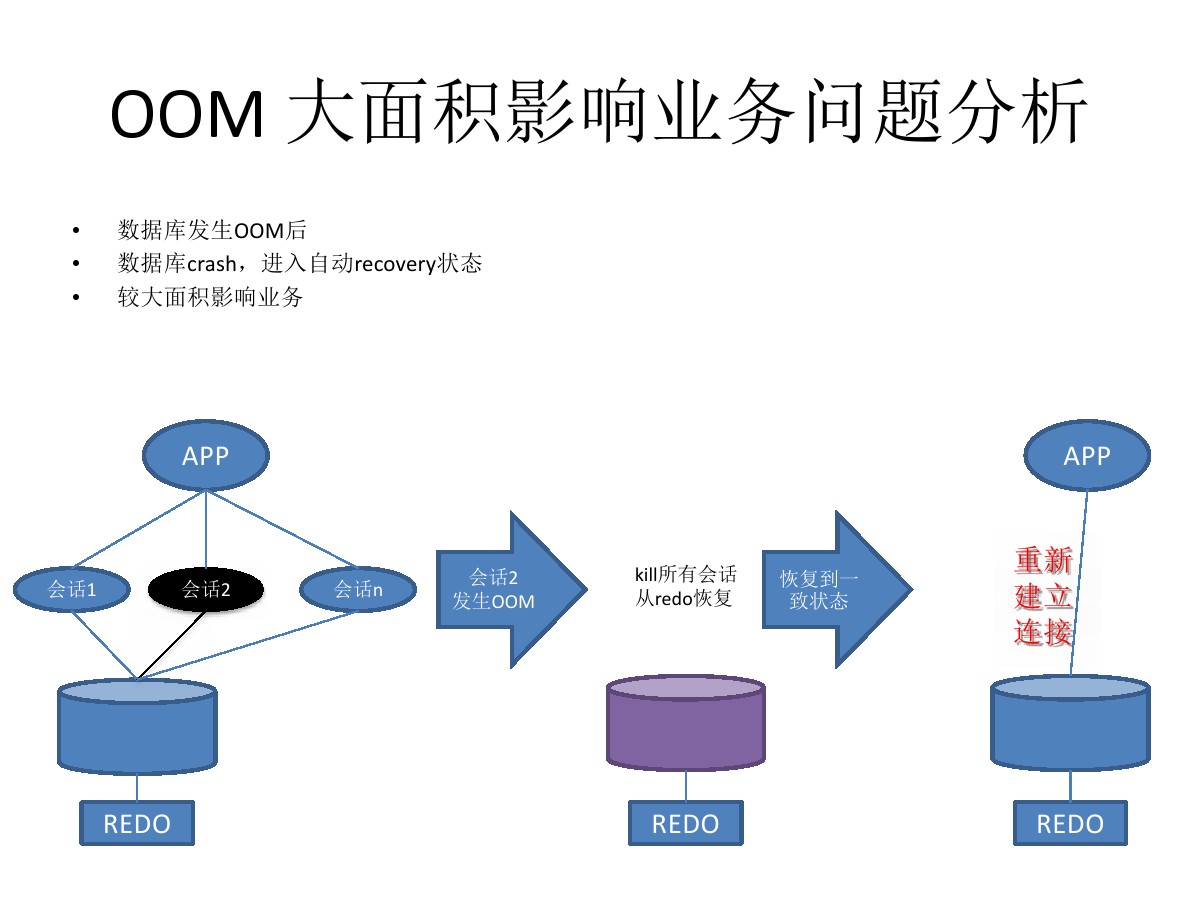 OOM 大面积影响业务问题分析
• 数据库发生OOM后
• 数据库crash，进入自动recovery状态
• 较大面积影响业务
APP
会话1
会话2
会话n
REDO
会话2
发生OOM
kill所有会话
从redo恢复
REDO
恢复到一
致状态
APP
重新
建立
连接
REDO